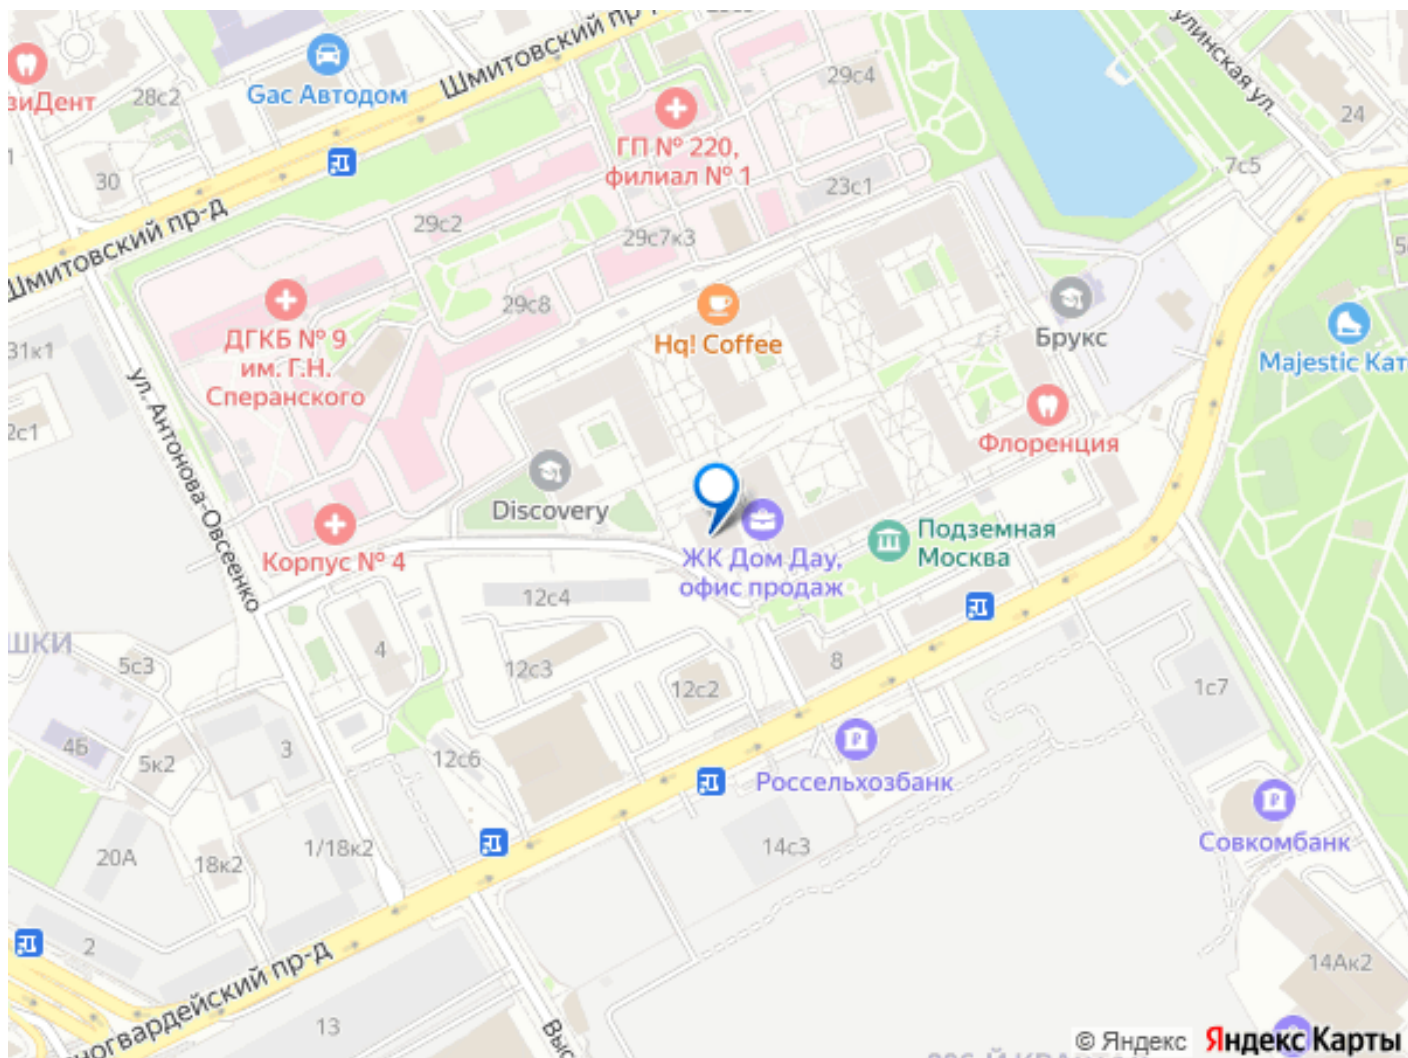 Шмитовский пр-
29с4
24
Gac Автодом
зиДент
28с2
30
ГП № 220,
филиал № 1
23с1
7с5
улинская ул.
Шмитовский пр-д
29с2
29с7к3
29с8
ДГКБ № 9
им. Г.Н.
Сперанского
Hq! Coffee
Брукс
Majestic Кат
31к1
2с1
ул. Антонова-Овсеенко
Флоренция
Discovery
Корпус № 4
ЖК Дом Дау,
офис продаж
Подземная
Москва
12с4
ШКИ
5с3
4
12с3
12с2
8
1с7
4Б
5к2
3
12с6
Россельхозбанк
Совкомбанк
20А
18к2
1/18к2
14с3
2
ногвардейский пр-д
13
Выс
14Ак2
© Яндекс Яндекс Карты